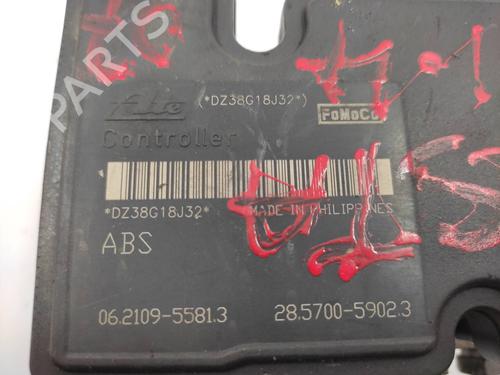 Ate
(*DZ38G18J32*)
FoMoCo
Controller
*DZ38G18J32*
MADE IN PHILIPPINES
ABS
06.2109-5581.3
28.5700-5902.3
PARTS